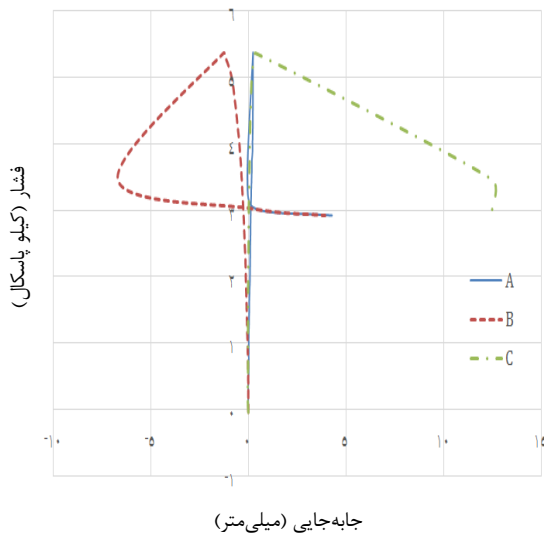 ۶
۵
۴
۳
۲
۱
۰
-۱
-۱۰
-۵
۰
۵
۱۰
۱۵
فشار (کیلو پاسکال)
جابه‌جایی (میلی‌متر)
A
B
C